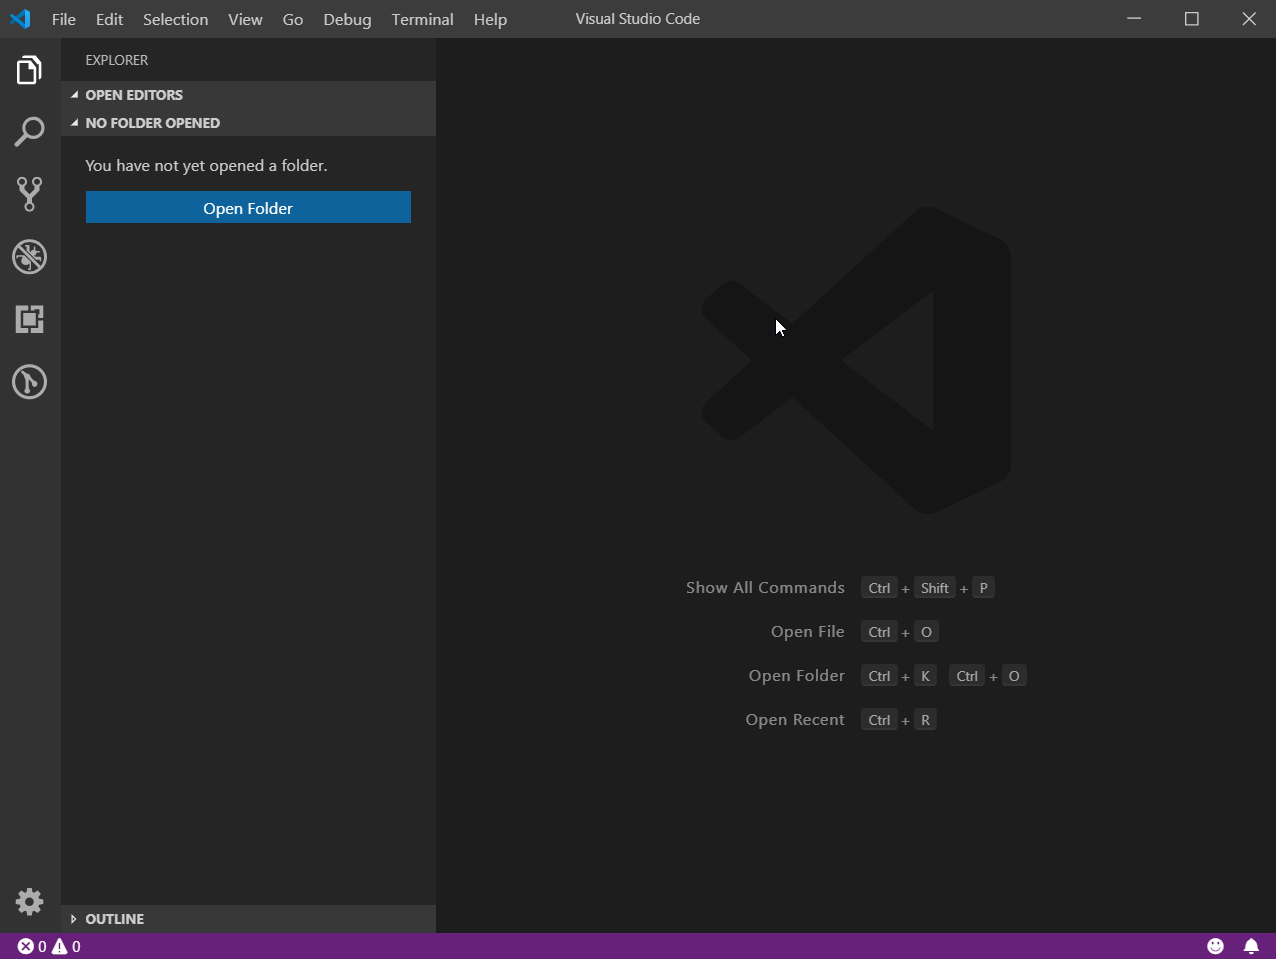 File Edit Selection View Go Debug Terminal Help Visual Studio Code
EXPLORER
OPEN EDITORS
NO FOLDER OPENED
You have not yet opened a folder.
Open Folder
Show All Commands Ctrl + Shift + P
Open File Ctrl + O
Open Folder Ctrl + K Ctrl + O
Open Recent Ctrl + R
OUTLINE
0 0